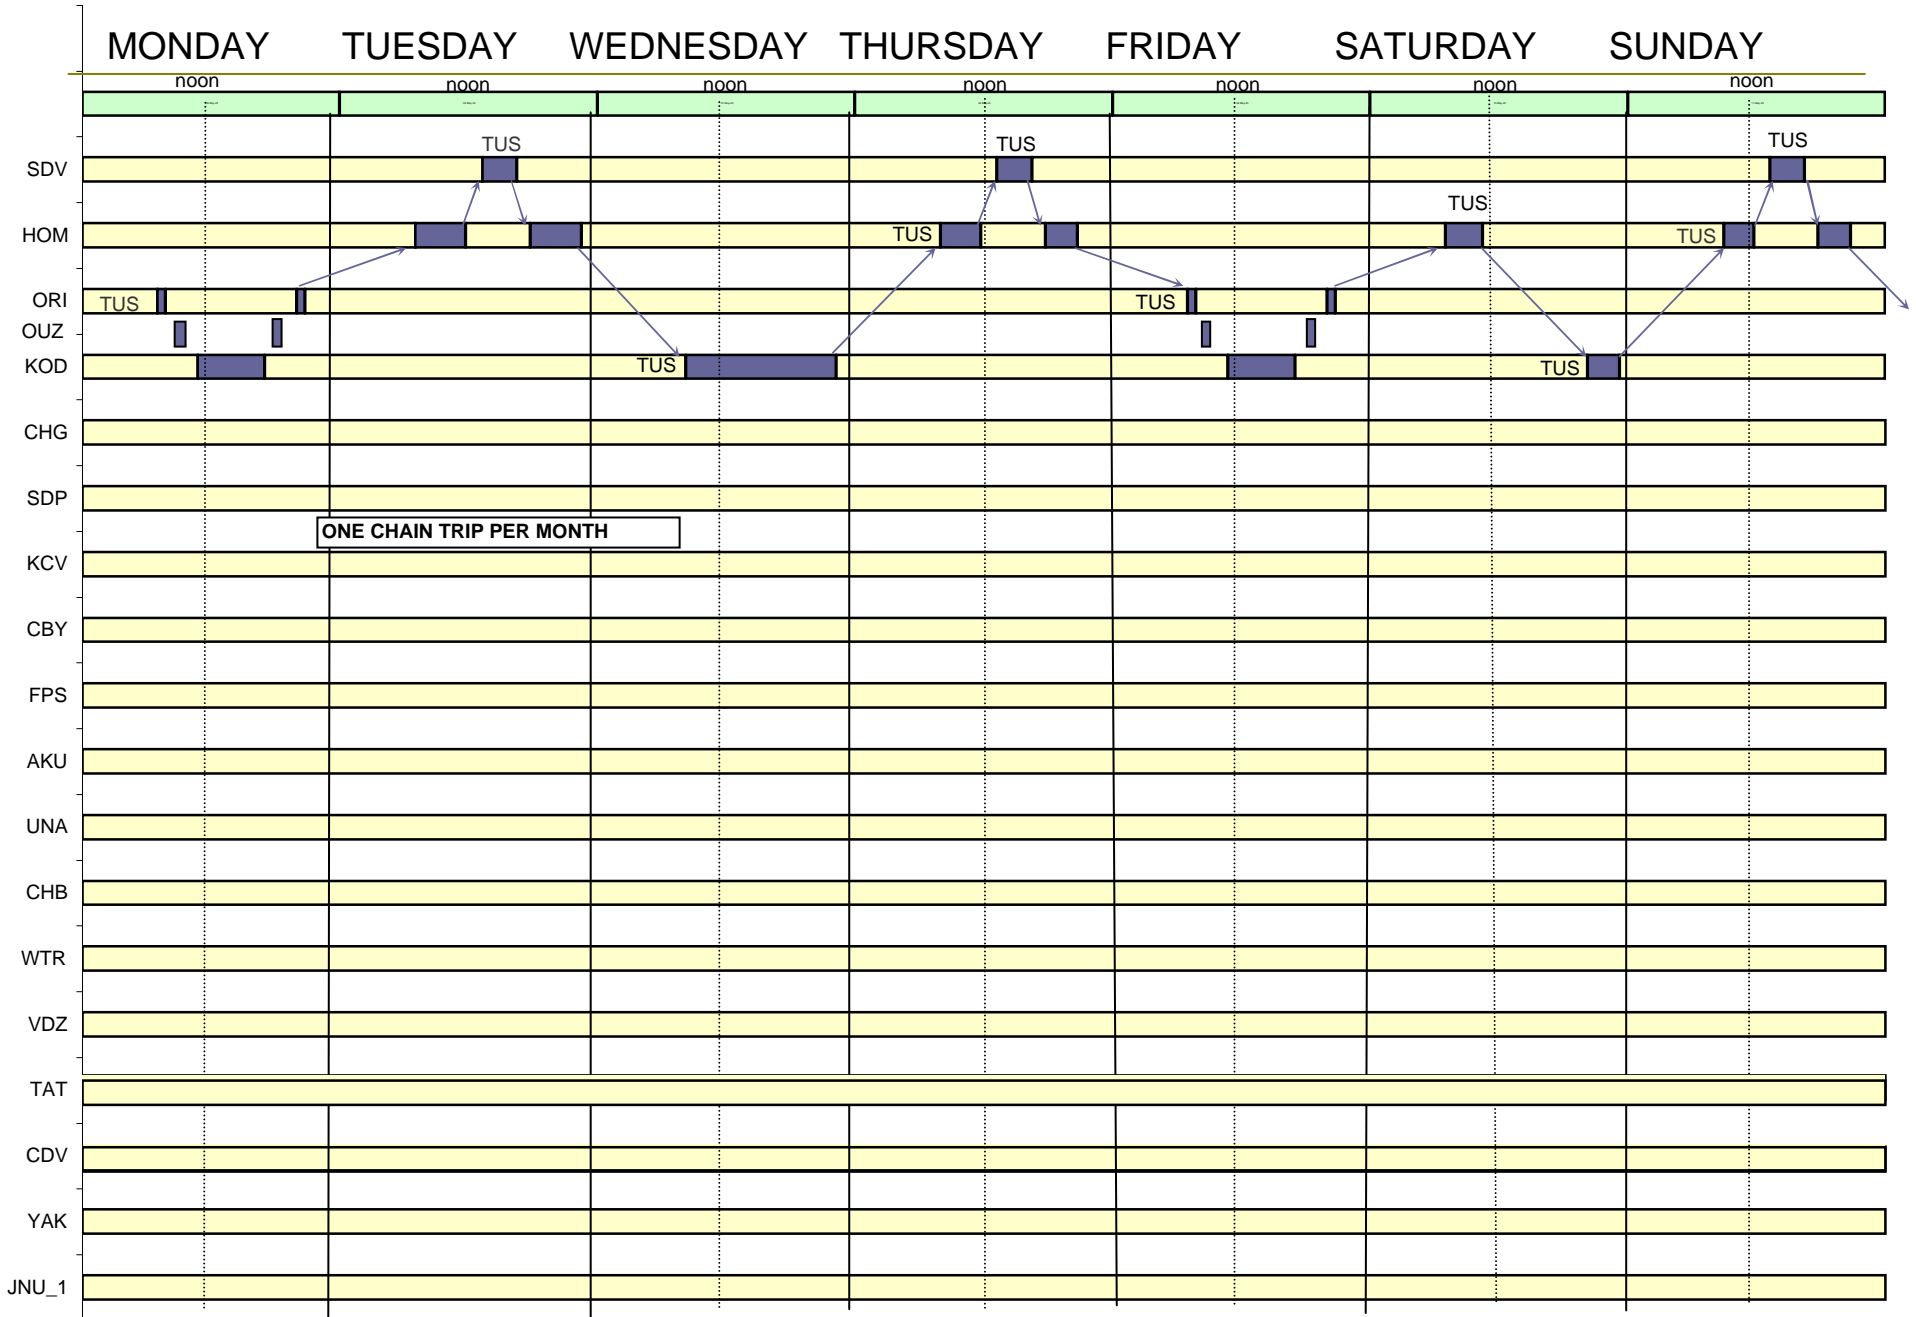 MONDAY TUESDAY WEDNESDAY THURSDAY FRIDAY SATURDAY SUNDAY
noon noon noon noon noon noon noon
TUS TUS TUS
SDV
TUS
HOM TUS TUS
ORI TUS TUS
OUZ
KOD TUS TUS
CHG
SDP
ONE CHAIN TRIP PER MONTH
KCV
CBY
FPS
AKU
UNA
CHB
WTR
VDZ
TAT
CDV
YAK
JNU_1